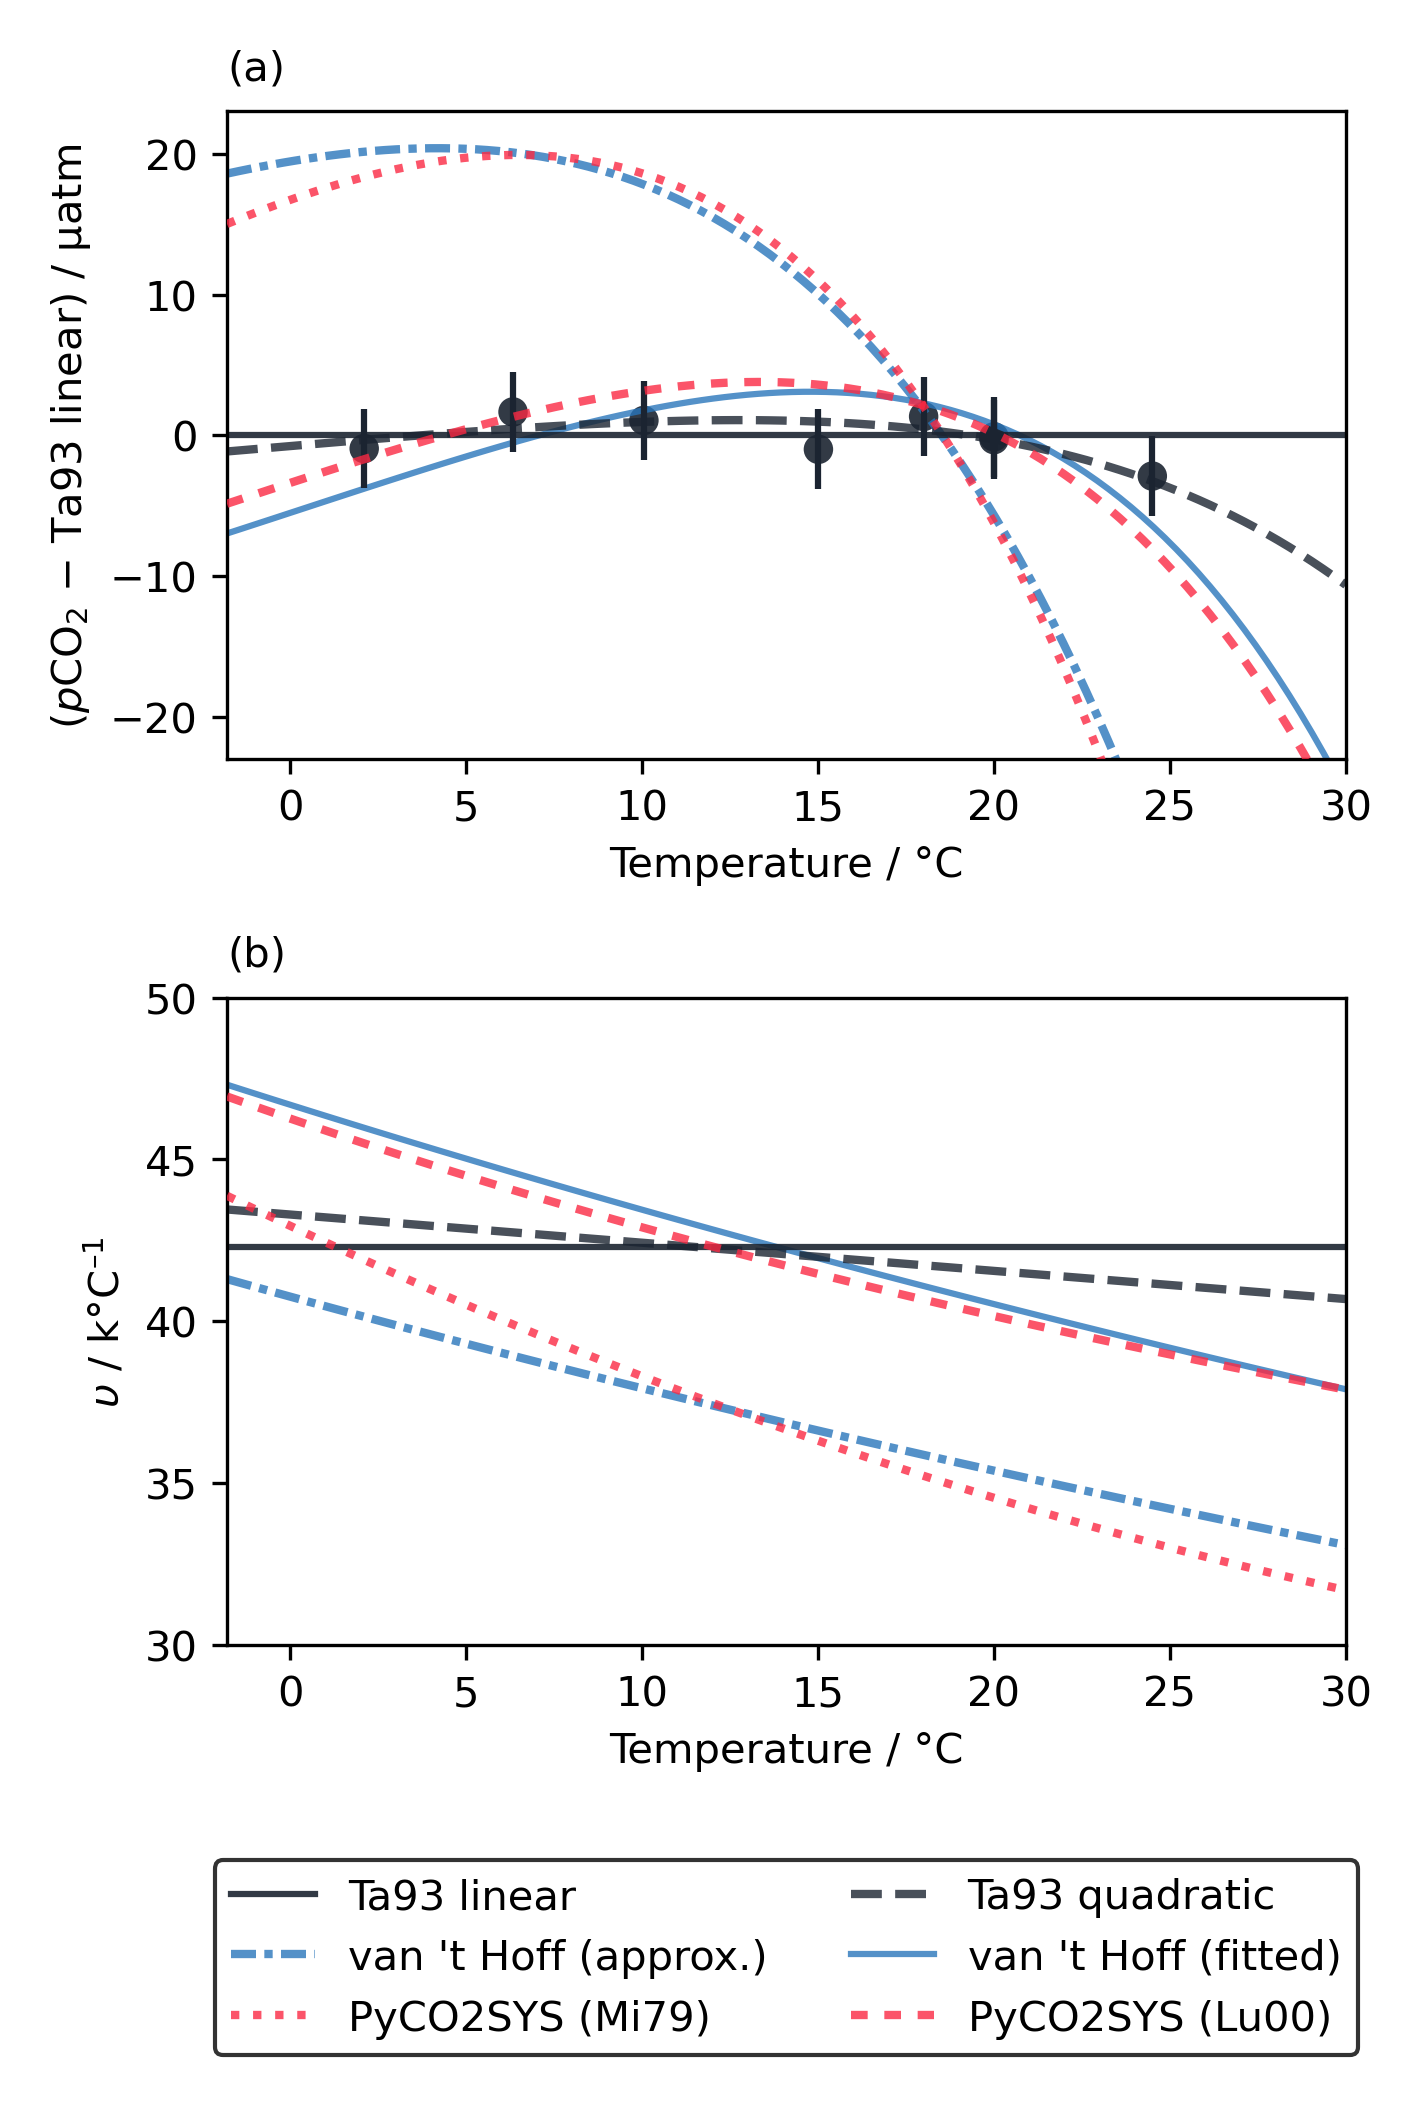 (a)
20
10
0
−10
−20
(pCO₂ − Ta93 linear) / µatm
0 5 10 15 20 25 30
Temperature / °C
(b)
50
45
40
35
30
υ / k°C⁻¹
0 5 10 15 20 25 30
Temperature / °C
Ta93 linear Ta93 quadratic
van 't Hoff (approx.) van 't Hoff (fitted)
PyCO2SYS (Mi79) PyCO2SYS (Lu00)